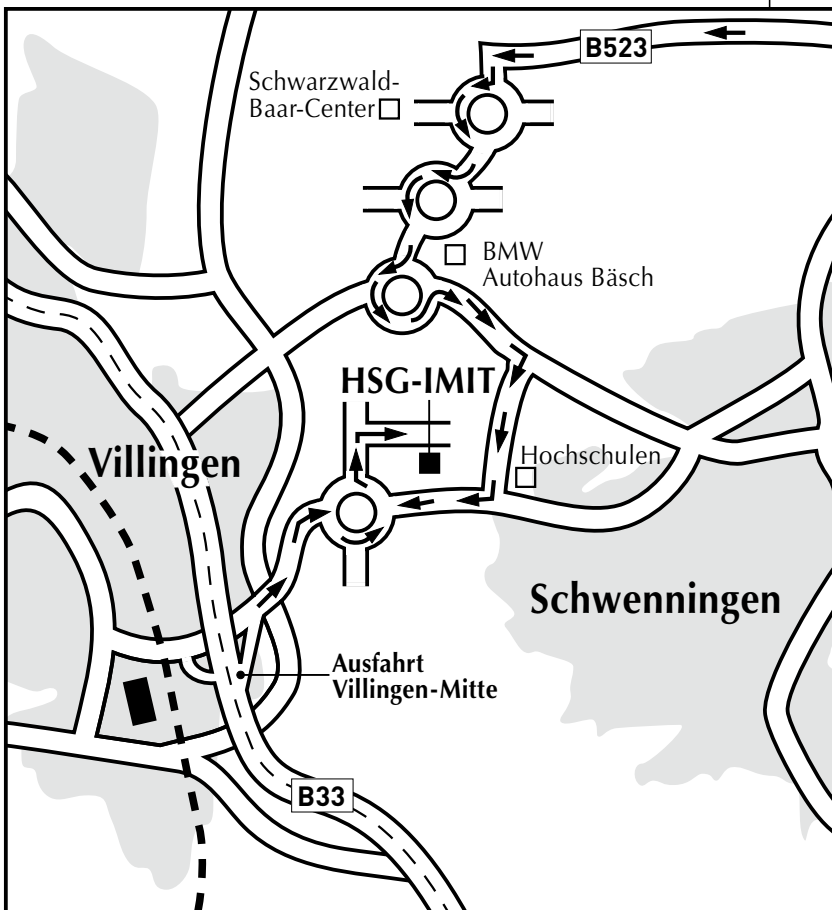 B523
Schwarzwald-
Baar-Center
BMW
Autohaus Bäsch
HSG-IMIT
Villingen
Hochschulen
Schwenningen
Ausfahrt
Villingen-Mitte
B33